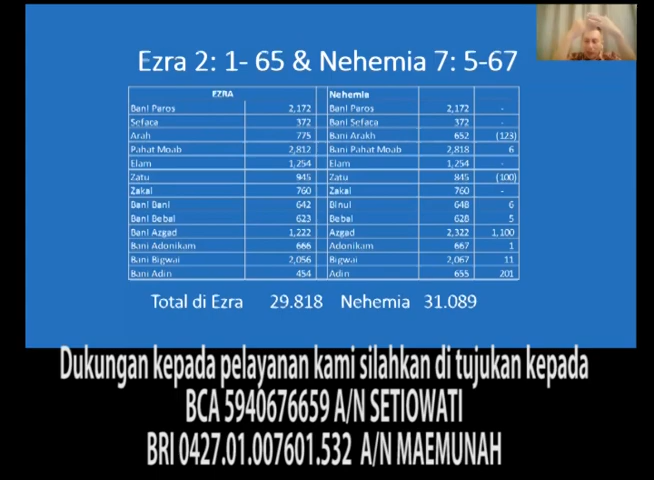 Ezra 2: 1- 65 & Nehemia 7: 5-67
EZRA Nehemia
Bani Paros 2,172 Bani Paros 2,172 -
Sefaca 372 Bani Sefaca 372 -
Arah 775 Bani Arakh 652 (123)
Pahat Moab 2,812 Bani Pahat Moab 2,818 6
Elam 1,254 Elam 1,254 -
Zatu 945 Zatu 845 (100)
Zakai 760 Zakai 760 -
Bani Bani 642 Binui 648 6
Bani Bebai 623 Bebai 628 5
Bani Azgad 1,222 Azgad 2,322 1,100
Bani Adonikam 666 Adonikam 667 1
Bani Bigwai 2,056 Bigwai 2,067 11
Bani Adin 454 Adin 655 201
Total di Ezra 29.818 Nehemia 31.089
Dukungan kepada pelayanan kami silahkan di tujukan kepada
BCA 5940676659 A/N SETIOWATI
BRI 0427.01.007601.532 A/N MAEMUNAH